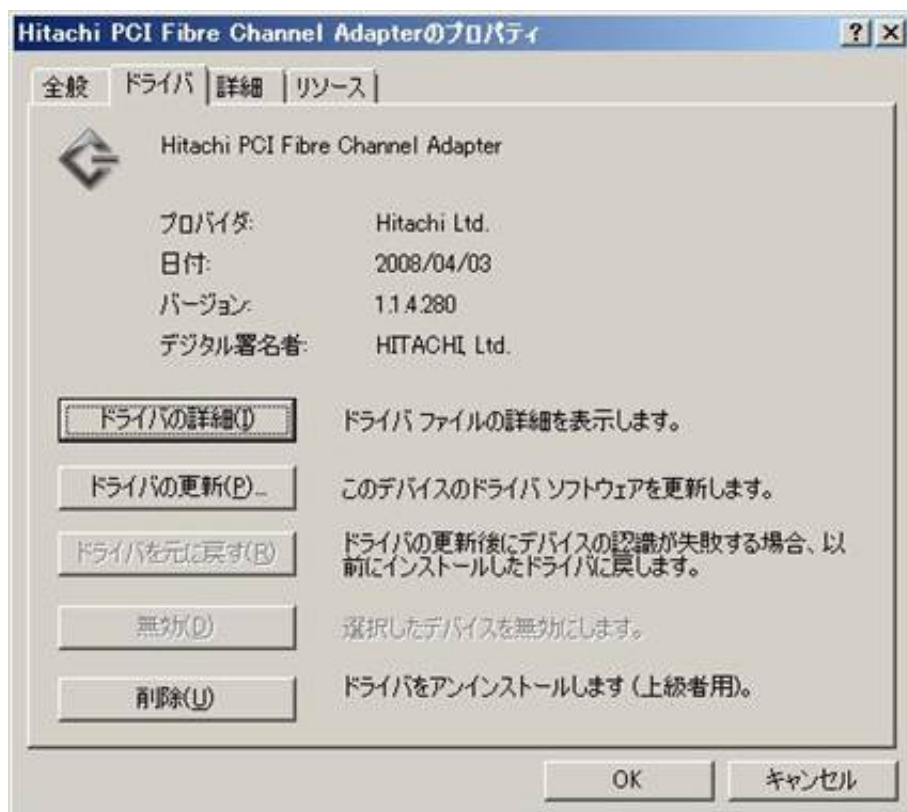 Hitachi PCI Fibre Channel Adapterのプロパティ
全般 ドライバ 詳細 リソース
Hitachi PCI Fibre Channel Adapter
プロバイダ: Hitachi Ltd.
日付: 2008/04/03
バージョン: 1.1.4.280
デジタル署名者: HITACHI, Ltd.
ドライバの詳細(I) ドライバ ファイルの詳細を表示します。
ドライバの更新(P)... このデバイスのドライバ ソフトウェアを更新します。
ドライバを元に戻す(R) ドライバの更新後にデバイスの認識が失敗する場合、以
前にインストールしたドライバに戻します。
無効(D) 選択したデバイスを無効にします。
削除(U) ドライバをアンインストールします (上級者用)。
OK キャンセル